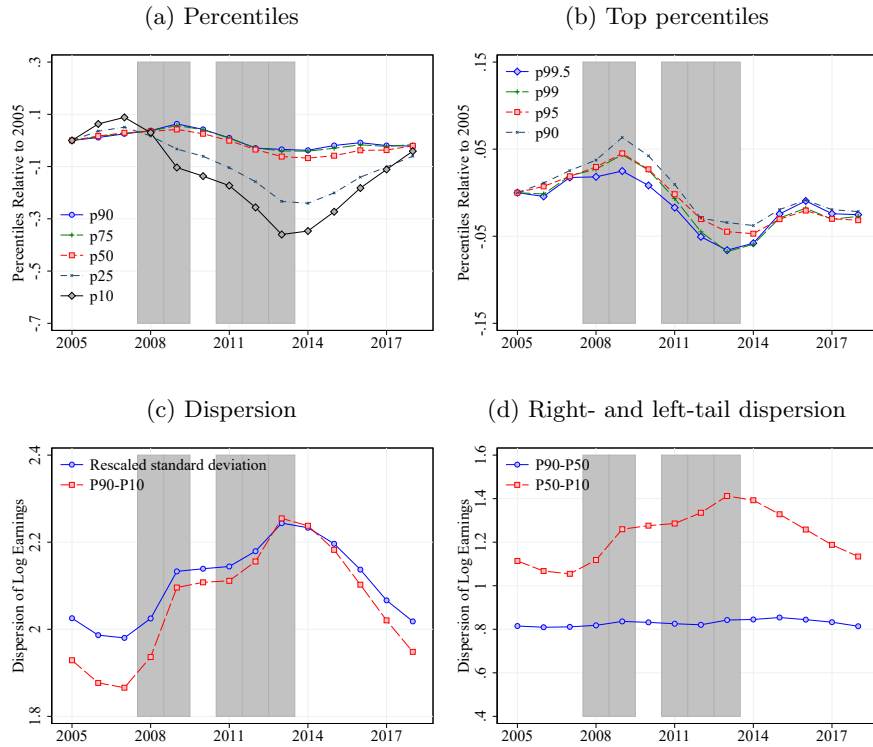 (a) Percentiles
Percentiles Relative to 2005
.3
.1
-.1
-.3
-.5
-.7
p90
p75
p50
p25
p10
2005 2008 2011 2014 2017
(b) Top percentiles
Percentiles Relative to 2005
.15
.05
.05
-.15
p99.5
p99
p95
p90
2005 2008 2011 2014 2017
(c) Dispersion
Dispersion of Log Earnings
2.4
2.2
2
1.8
Rescaled standard deviation
P90-P10
2005 2008 2011 2014 2017
(d) Right- and left-tail dispersion
Dispersion of Log Earnings
1.6
1.4
1.2
1
.8
.6
.4
P90-P50
P50-P10
2005 2008 2011 2014 2017